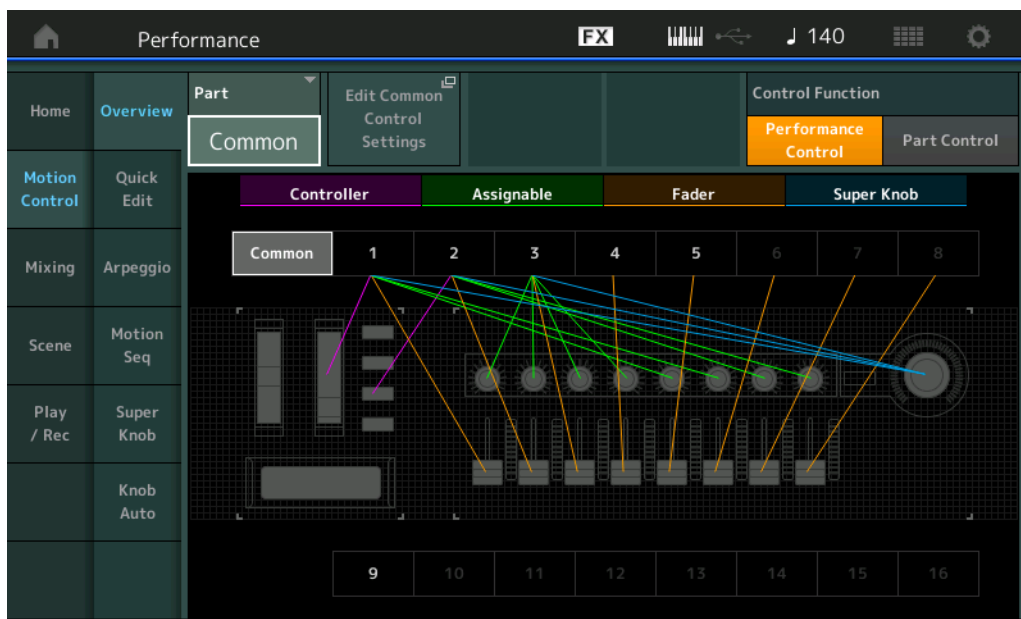 Performance
FX
♩ 140
Home
Overview
Part
Common
Edit Common
Control
Settings
Control Function
Performance
Control
Part Control
Motion
Control
Quick
Edit
Controller
Assignable
Fader
Super Knob
Mixing
Arpeggio
Common
1
2
3
4
5
6
7
8
Scene
Motion
Seq
Play
/ Rec
Super
Knob
Knob
Auto
9
10
11
12
13
14
15
16